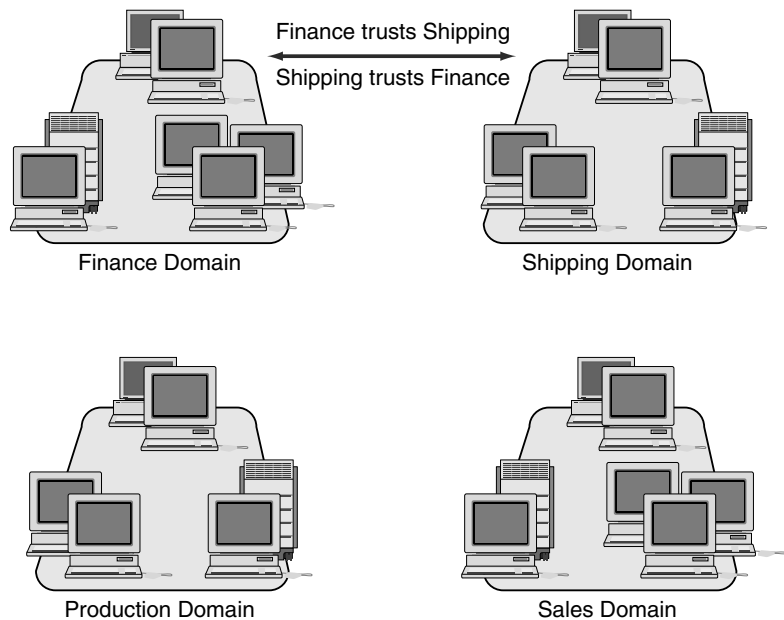 Finance trusts Shipping
Shipping trusts Finance
Finance Domain
Shipping Domain
Production Domain
Sales Domain